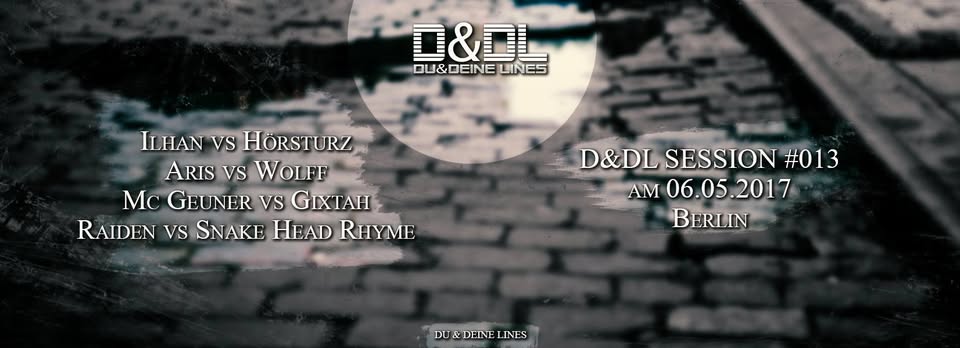 D&DL
DU&DEINE LINES
Ilhan vs Hörsturz
Aris vs Wolff
Mc Geuner vs Gixtah
Raiden vs Snake Head Rhyme
D&DL SESSION #013
am 06.05.2017
Berlin
DU & DEINE LINES